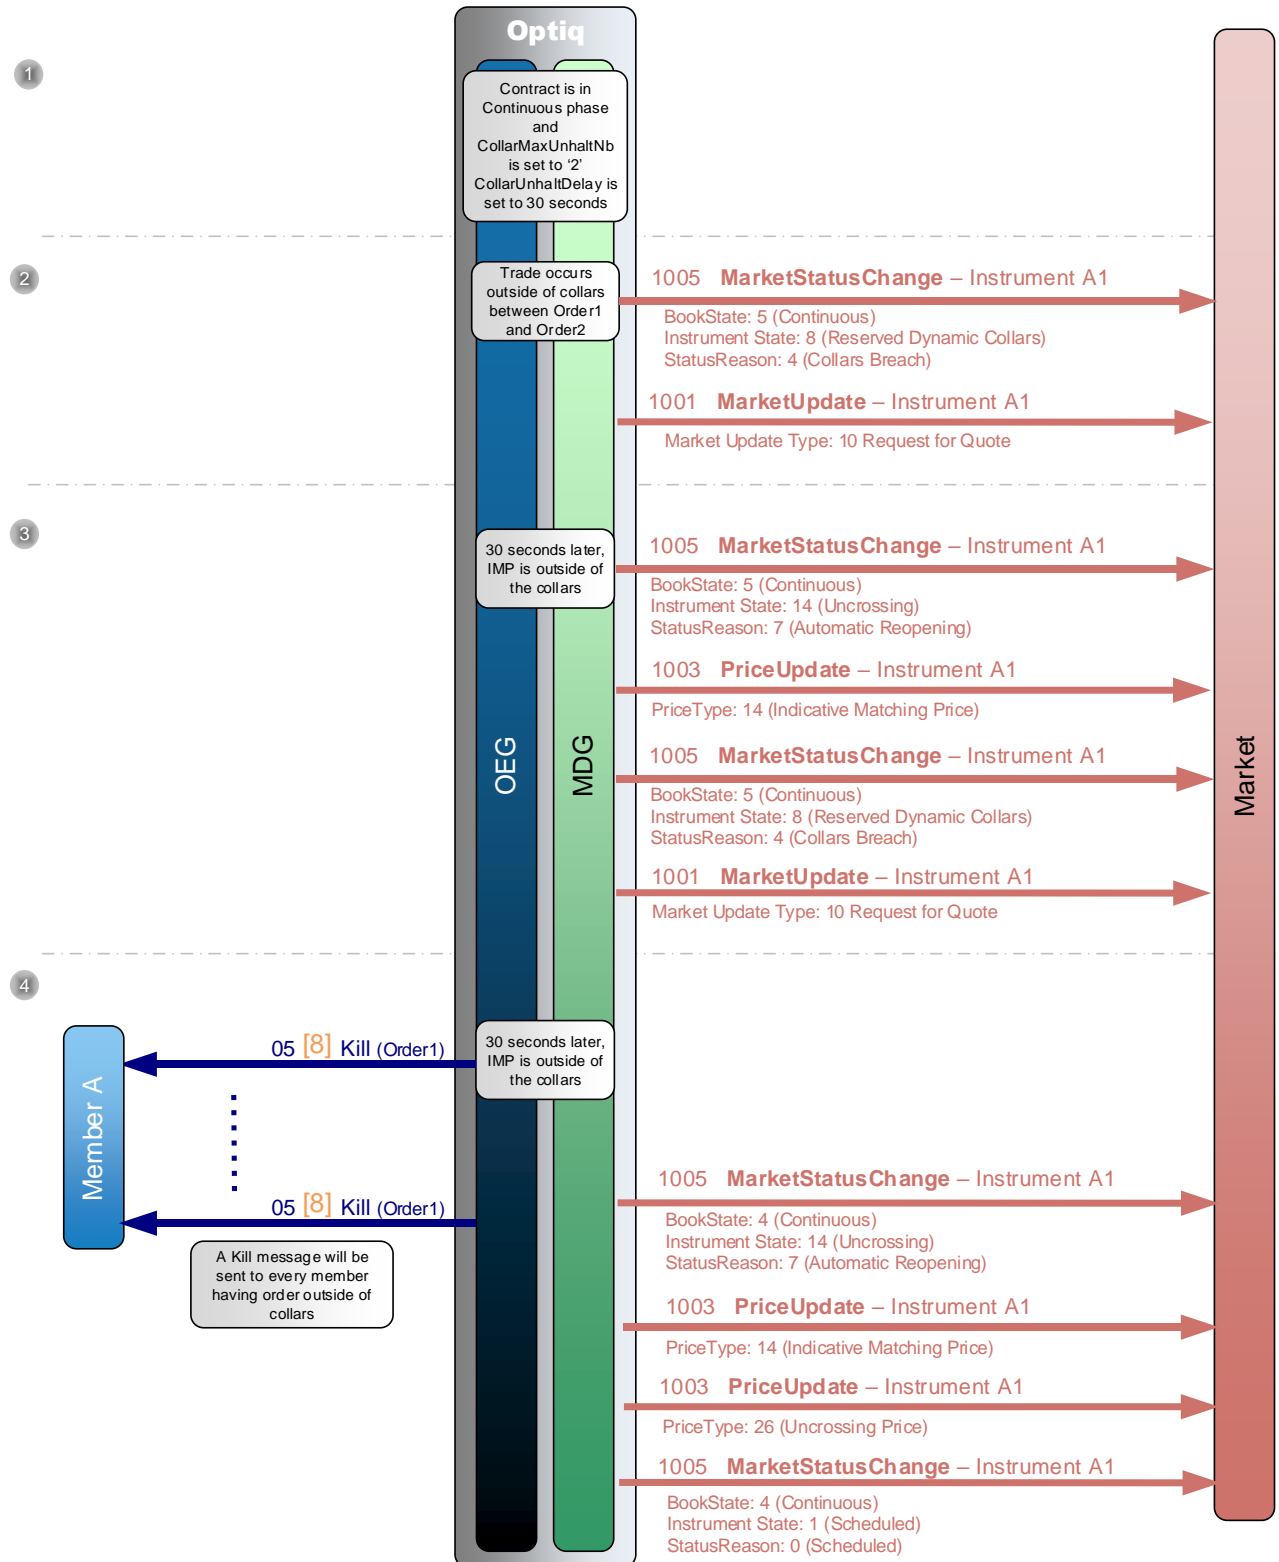 Optiq
1
Contract is in
Continuous phase
and
CollarMaxUnhaltNb
is set to ‘2’
CollarUnhaltDelay is
set to 30 seconds
2
Trade occurs
outside of collars
between Order1
and Order2
1005 MarketStatusChange – Instrument A1
BookState: 5 (Continuous)
Instrument State: 8 (Reserved Dynamic Collars)
StatusReason: 4 (Collars Breach)
1001 MarketUpdate – Instrument A1
Market Update Type: 10 Request for Quote
3
30 seconds later,
IMP is outside of
the collars
1005 MarketStatusChange – Instrument A1
BookState: 5 (Continuous)
Instrument State: 14 (Uncrossing)
StatusReason: 7 (Automatic Reopening)
1003 PriceUpdate – Instrument A1
PriceType: 14 (Indicative Matching Price)
OEG
MDG
Market
1005 MarketStatusChange – Instrument A1
BookState: 5 (Continuous)
Instrument State: 8 (Reserved Dynamic Collars)
StatusReason: 4 (Collars Breach)
1001 MarketUpdate – Instrument A1
Market Update Type: 10 Request for Quote
4
Member A
05 [8] Kill (Order1)
30 seconds later,
IMP is outside of
the collars
05 [8] Kill (Order1)
A Kill message will be
sent to every member
having order outside of
collars
1005 MarketStatusChange – Instrument A1
BookState: 4 (Continuous)
Instrument State: 14 (Uncrossing)
StatusReason: 7 (Automatic Reopening)
1003 PriceUpdate – Instrument A1
PriceType: 14 (Indicative Matching Price)
1003 PriceUpdate – Instrument A1
PriceType: 26 (Uncrossing Price)
1005 MarketStatusChange – Instrument A1
BookState: 4 (Continuous)
Instrument State: 1 (Scheduled)
StatusReason: 0 (Scheduled)